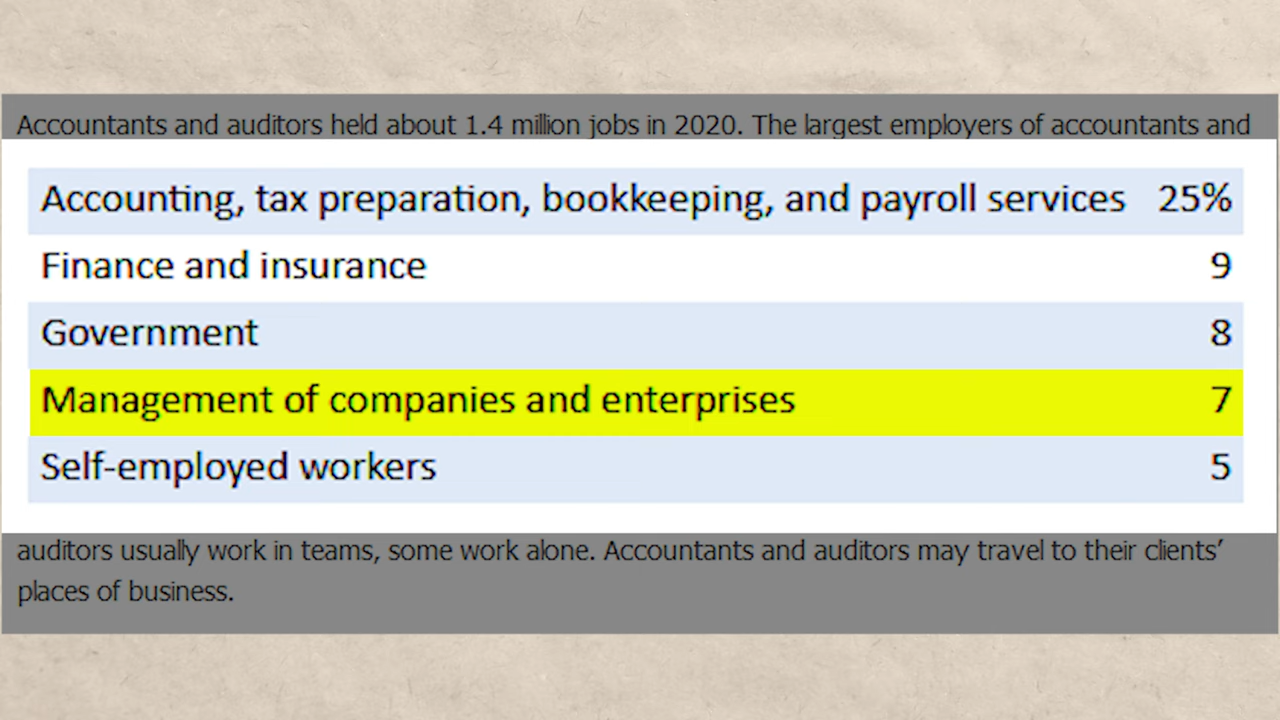 Accountants and auditors held about 1.4 million jobs in 2020. The largest employers of accountants and
Accounting, tax preparation, bookkeeping, and payroll services 25%
Finance and insurance 9
Government 8
Management of companies and enterprises 7
Self-employed workers 5
auditors usually work in teams, some work alone. Accountants and auditors may travel to their clients’
places of business.